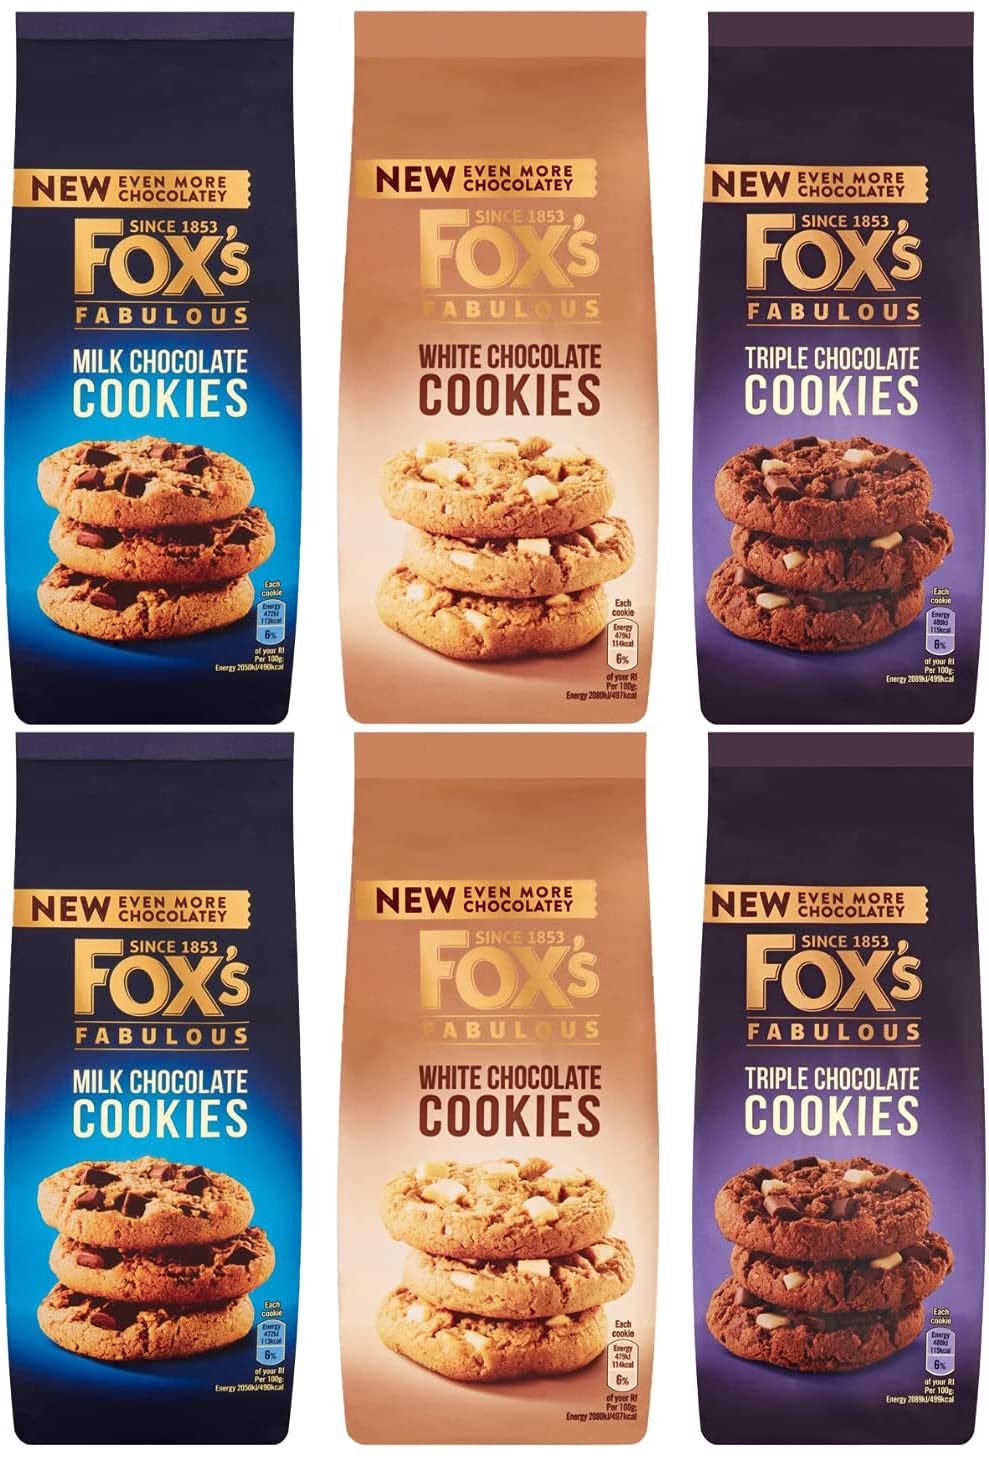 NEW EVEN MORE
CHOCOLATEY
SINCE 1853
FOX's
FABULOUS
MILK CHOCOLATE
COOKIES
Each
cookie
Energy
472kJ
113kcal
6%
of your RI
Per 100g:
Energy 2050kJ/490kcal
NEW EVEN MORE
CHOCOLATEY
SINCE 1853
FOX's
FABULOUS
WHITE CHOCOLATE
COOKIES
Each
cookie
Energy
479kJ
114kcal
6%
of your RI
Per 100g:
Energy 2080kJ/497kcal
NEW EVEN MORE
CHOCOLATEY
SINCE 1853
FOX's
FABULOUS
TRIPLE CHOCOLATE
COOKIES
Each
cookie
Energy
480kJ
115kcal
6%
of your RI
Per 100g:
Energy 2089kJ/499kcal
NEW EVEN MORE
CHOCOLATEY
SINCE 1853
FOX's
FABULOUS
MILK CHOCOLATE
COOKIES
Each
cookie
Energy
472kJ
113kcal
6%
of your RI
Per 100g:
Energy 2050kJ/490kcal
NEW EVEN MORE
CHOCOLATEY
SINCE 1853
FOX's
FABULOUS
WHITE CHOCOLATE
COOKIES
Each
cookie
Energy
479kJ
114kcal
6%
of your RI
Per 100g:
Energy 2080kJ/497kcal
NEW EVEN MORE
CHOCOLATEY
SINCE 1853
FOX's
FABULOUS
TRIPLE CHOCOLATE
COOKIES
Each
cookie
Energy
480kJ
115kcal
6%
of your RI
Per 100g:
Energy 2089kJ/499kcal